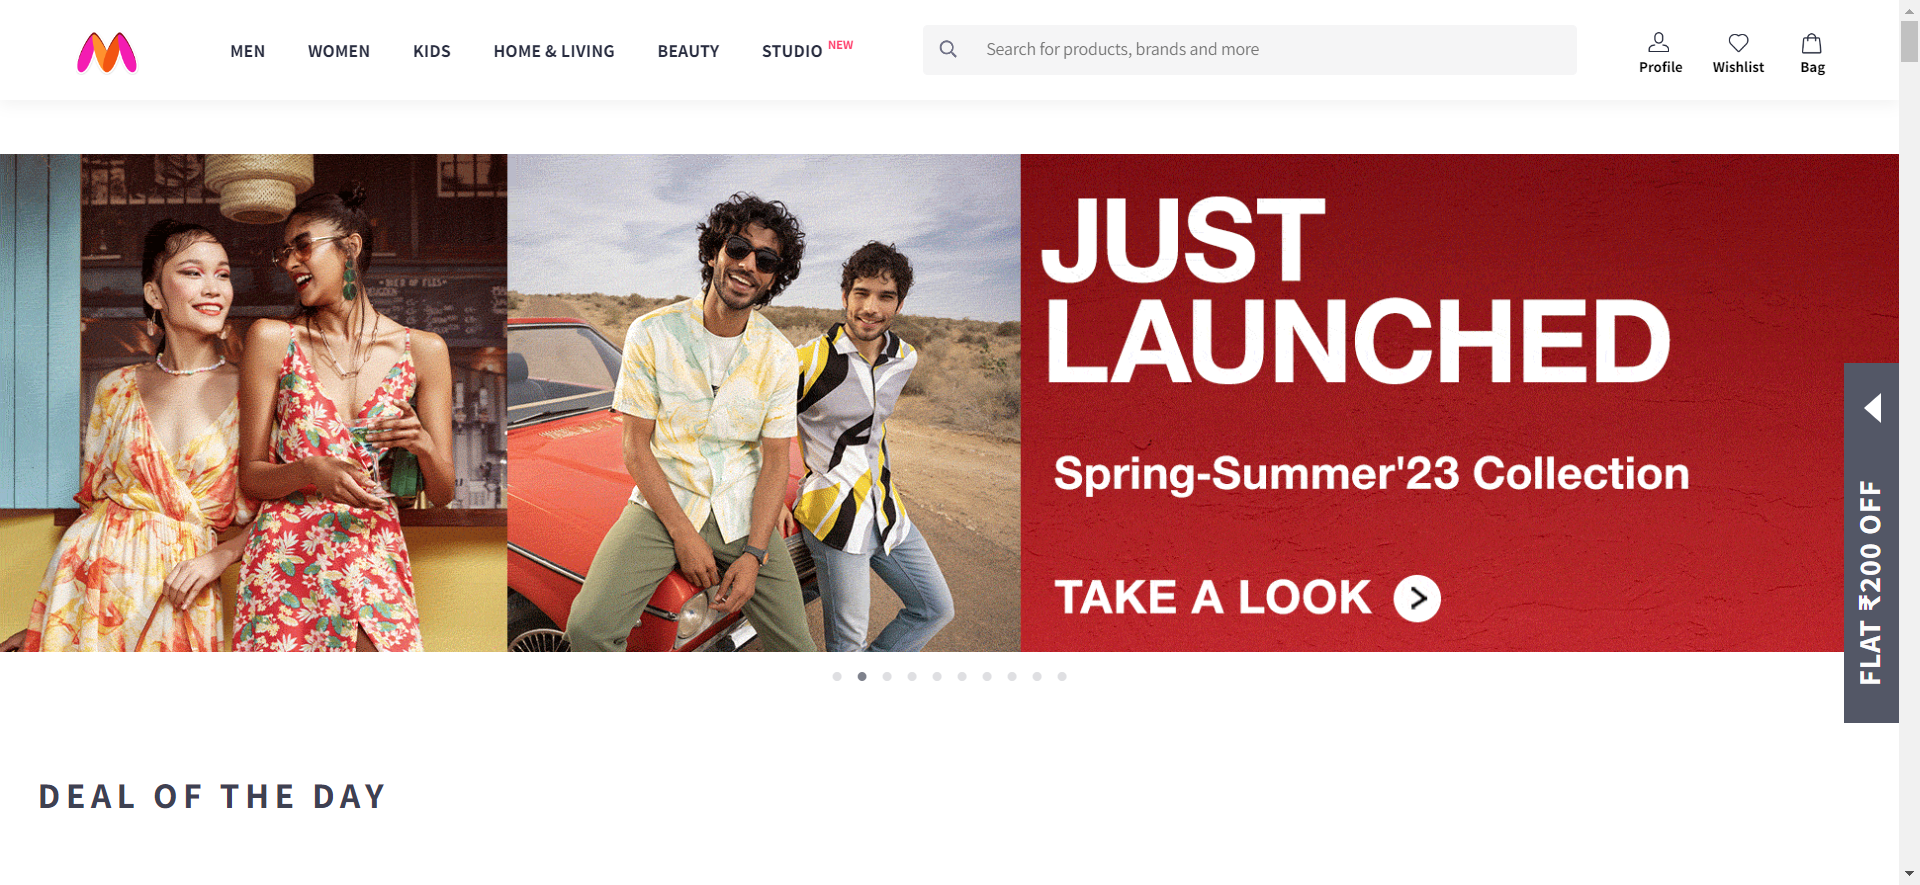 MEN WOMEN KIDS HOME & LIVING BEAUTY STUDIO NEW
Search for products, brands and more
Profile Wishlist Bag
JUST
LAUNCHED
Spring-Summer'23 Collection
TAKE A LOOK
FLAT ₹200 OFF
DEAL OF THE DAY